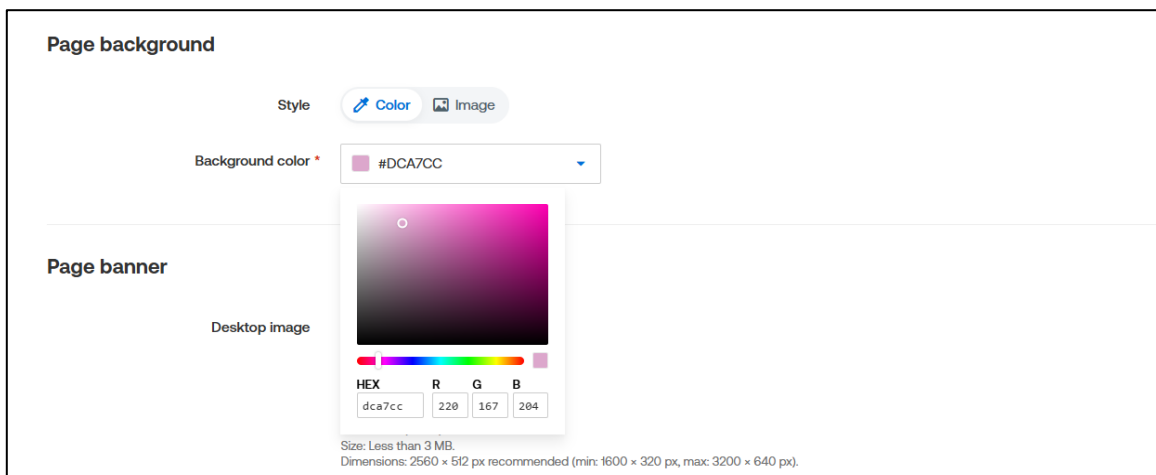 Page background
Style Color Image
Background color * #DCA7CC
Page banner
Desktop image
HEX R G B
dca7cc 220 167 204
Size: Less than 3 MB.
Dimensions: 2560 × 512 px recommended (min: 1600 × 320 px, max: 3200 × 640 px).